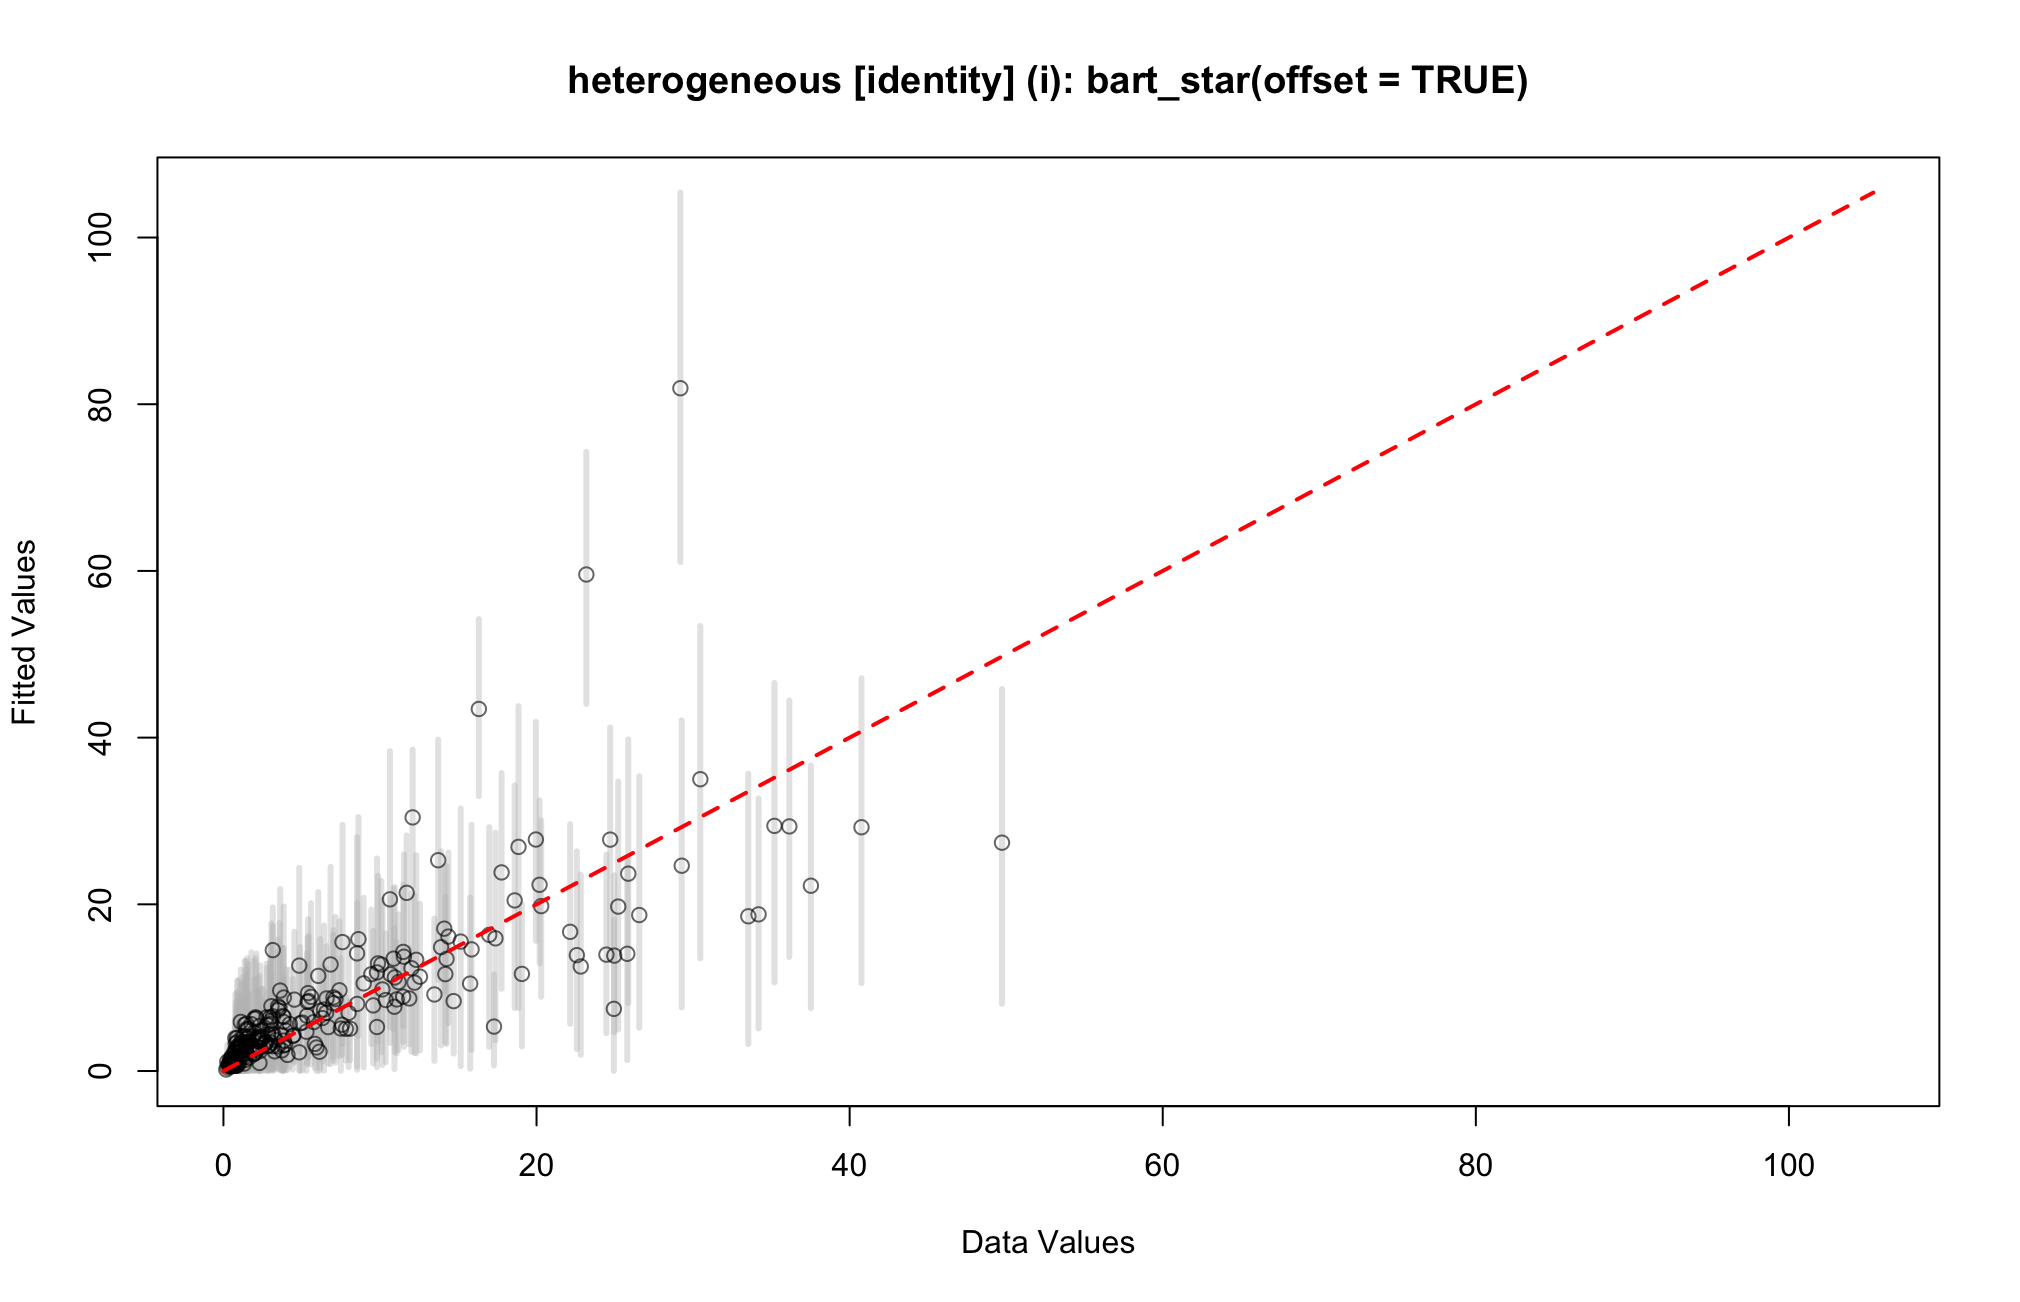 heterogeneous [identity] (i): bart_star(offset = TRUE)
Fitted Values
100
80
60
40
20
0
0 20 40 60 80 100
Data Values